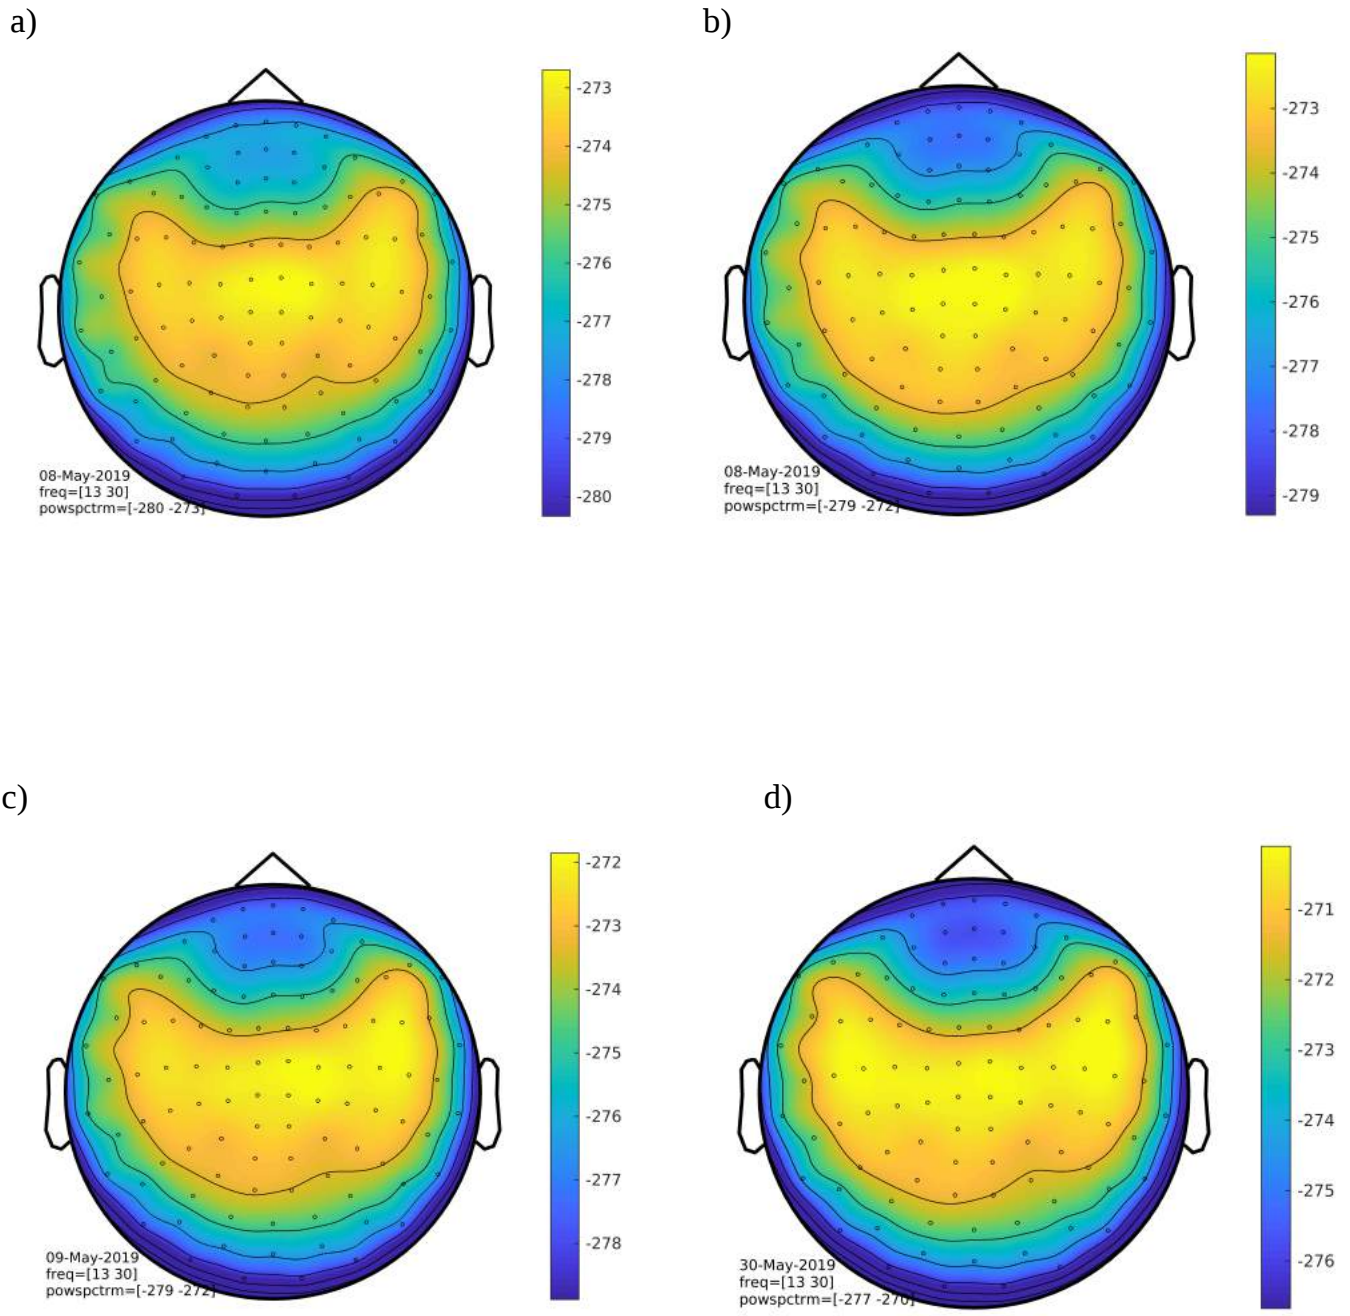 a)
-273
-274
-275
-276
-277
-278
-279
-280
08-May-2019
freq=[13 30]
powspctrm=[-280 -273]
b)
-273
-274
-275
-276
-277
-278
-279
08-May-2019
freq=[13 30]
powspctrm=[-279 -272]
c)
-272
-273
-274
-275
-276
-277
-278
09-May-2019
freq=[13 30]
powspctrm=[-279 -272]
d)
-271
-272
-273
-274
-275
-276
30-May-2019
freq=[13 30]
powspctrm=[-277 -270]